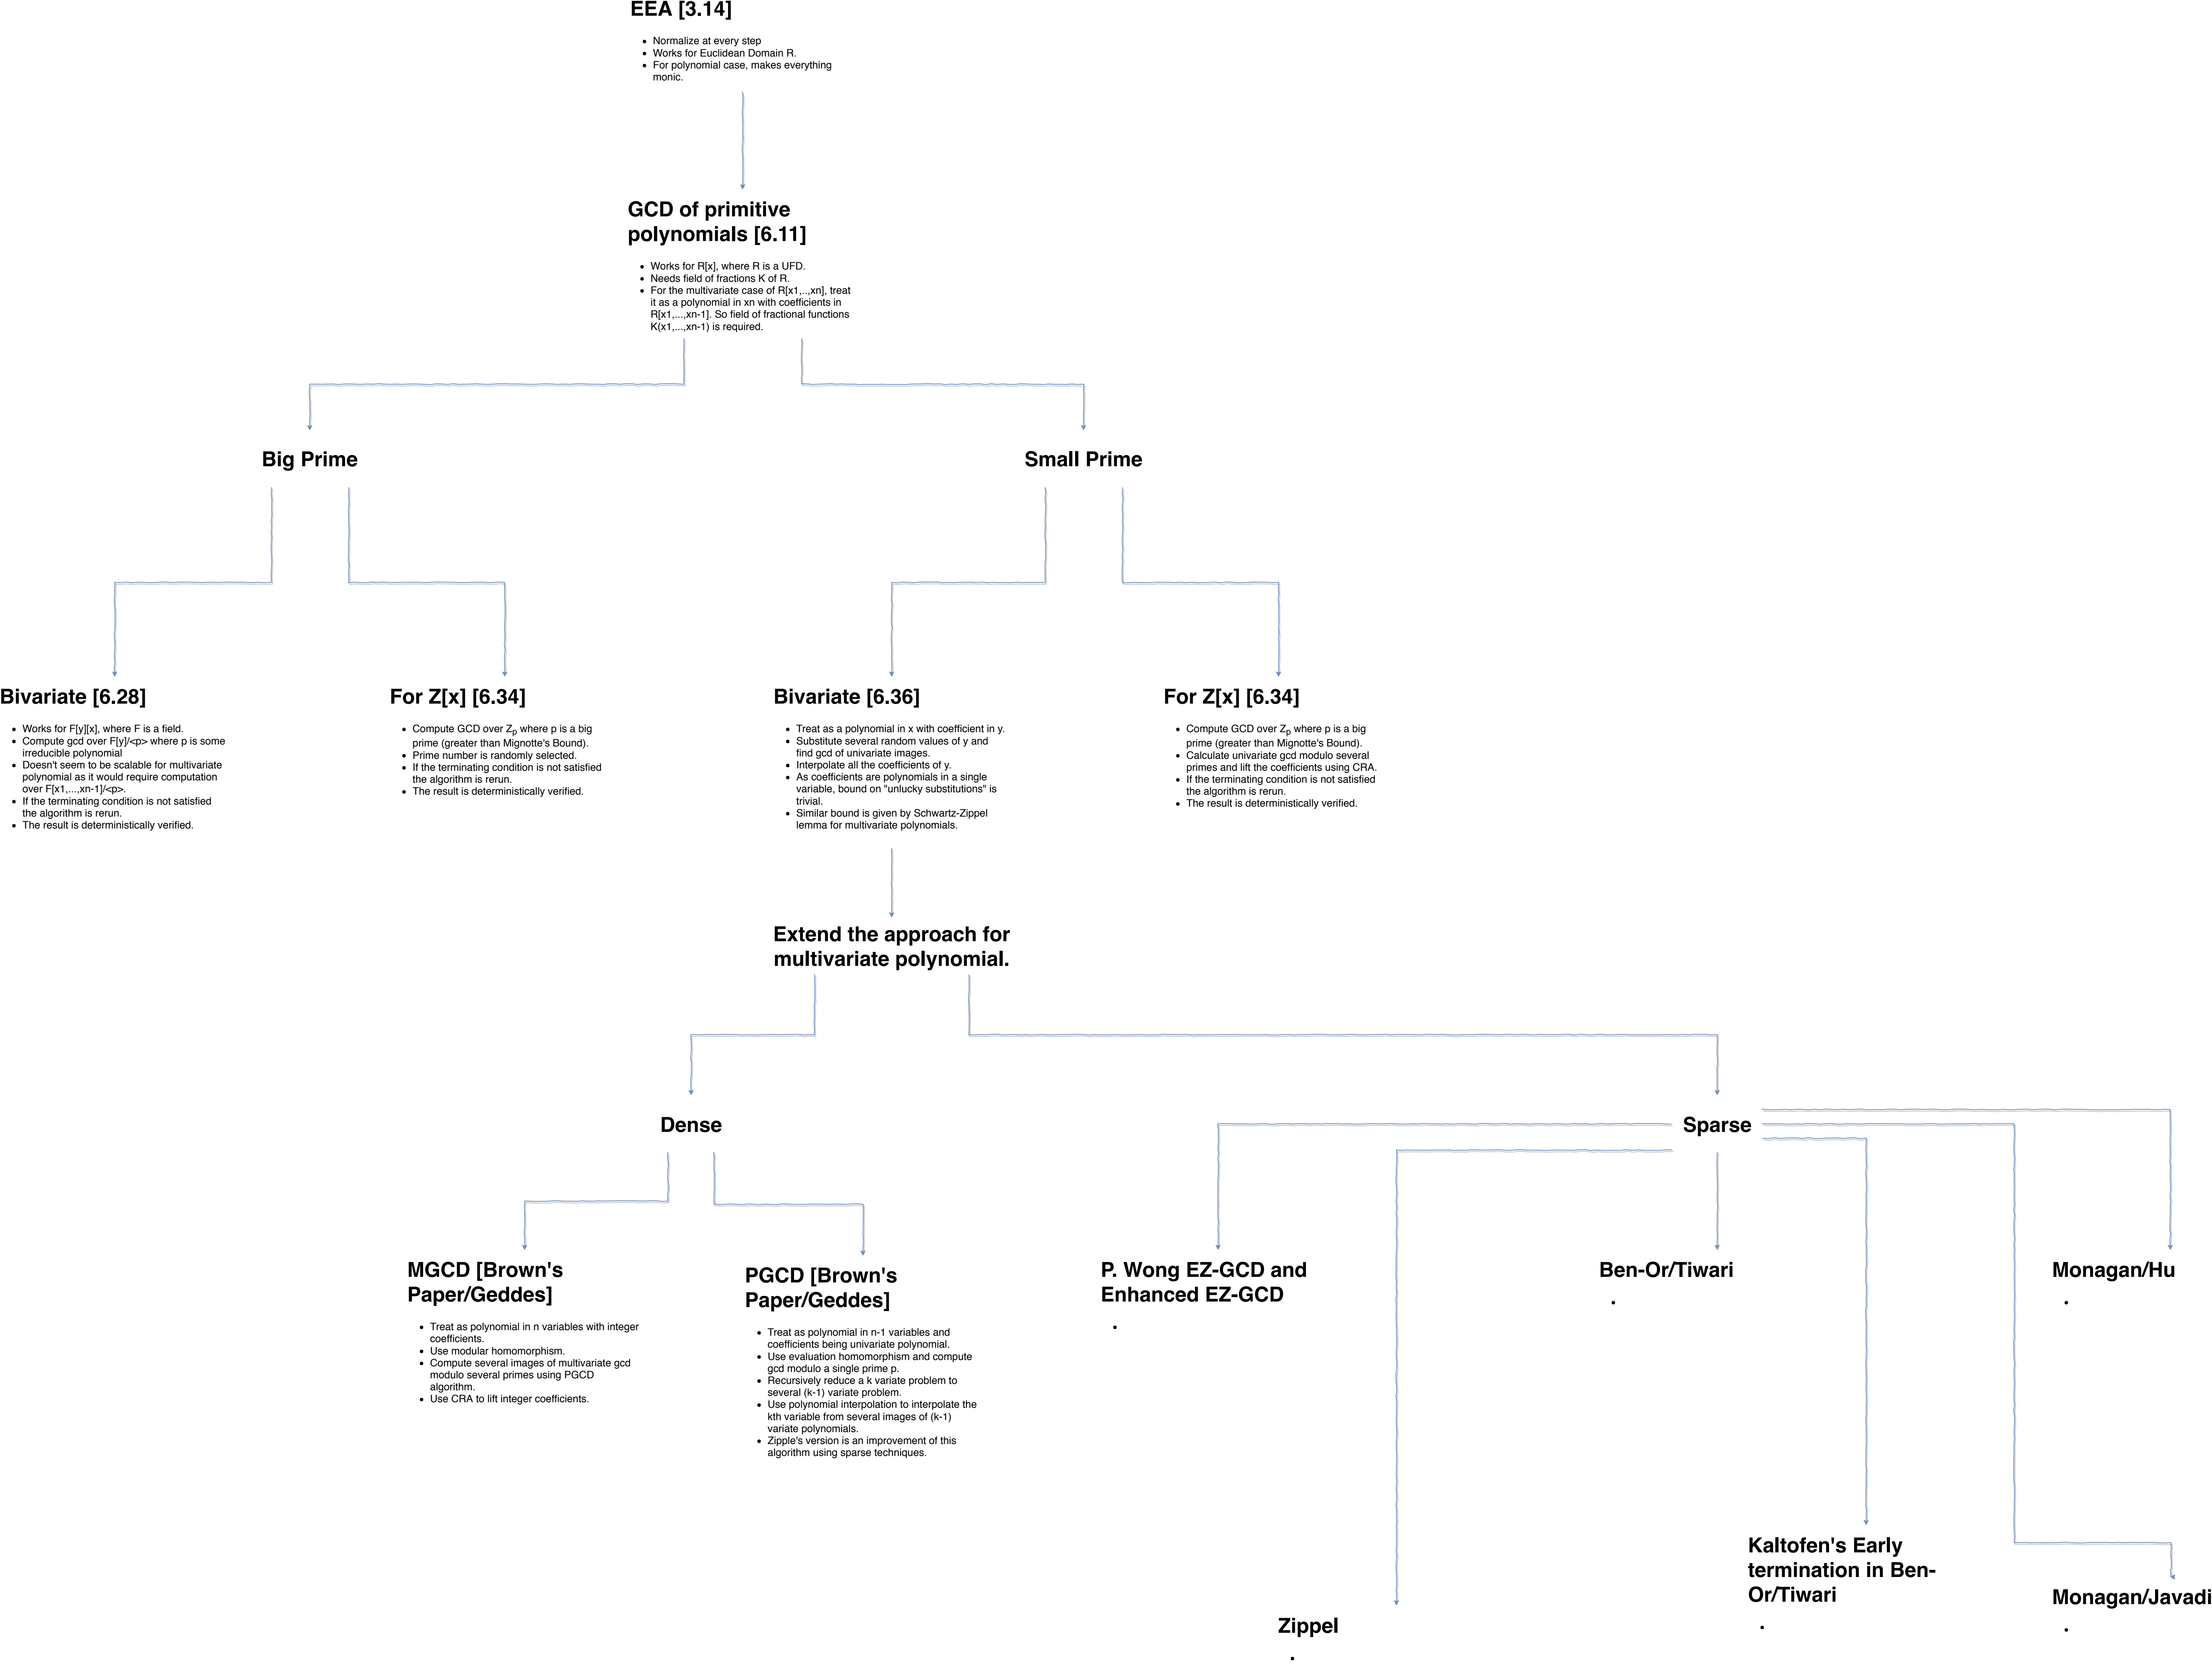 EEA [3.14]
• Normalize at every step
• Works for Euclidean Domain R.
• For polynomial case, makes everything
monic.
GCD of primitive
polynomials [6.11]
• Works for R[x], where R is a UFD.
• Needs field of fractions K of R.
• For the multivariate case of R[x1,..,xn], treat
it as a polynomial in xn with coefficients in
R[x1,...,xn-1]. So field of fractional functions
K(x1,...,xn-1) is required.
Big Prime
Small Prime
Bivariate [6.28]
• Works for F[y][x], where F is a field.
• Compute gcd over F[y]/<p> where p is some
irreducible polynomial
• Doesn't seem to be scalable for multivariate
polynomial as it would require computation
over F[x1,...,xn-1]/<p>.
• If the terminating condition is not satisfied
the algorithm is rerun.
• The result is deterministically verified.
For Z[x] [6.34]
• Compute GCD over Zp where p is a big
prime (greater than Mignotte's Bound).
• Prime number is randomly selected.
• If the terminating condition is not satisfied
the algorithm is rerun.
• The result is deterministically verified.
Bivariate [6.36]
• Treat as a polynomial in x with coefficient in y.
• Substitute several random values of y and
find gcd of univariate images.
• Interpolate all the coefficients of y.
• As coefficients are polynomials in a single
variable, bound on "unlucky substitutions" is
trivial.
• Similar bound is given by Schwartz-Zippel
lemma for multivariate polynomials.
For Z[x] [6.34]
• Compute GCD over Zp where p is a big
prime (greater than Mignotte's Bound).
• Calculate univariate gcd modulo several
primes and lift the coefficients using CRA.
• If the terminating condition is not satisfied
the algorithm is rerun.
• The result is deterministically verified.
Extend the approach for
multivariate polynomial.
Dense
Sparse
MGCD [Brown's
Paper/Geddes]
• Treat as polynomial in n variables with integer
coefficients.
• Use modular homomorphism.
• Compute several images of multivariate gcd
modulo several primes using PGCD
algorithm.
• Use CRA to lift integer coefficients.
PGCD [Brown's
Paper/Geddes]
• Treat as polynomial in n-1 variables and
coefficients being univariate polynomial.
• Use evaluation homomorphism and compute
gcd modulo a single prime p.
• Recursively reduce a k variate problem to
several (k-1) variate problem.
• Use polynomial interpolation to interpolate the
kth variable from several images of (k-1)
variate polynomials.
• Zipple's version is an improvement of this
algorithm using sparse techniques.
P. Wong EZ-GCD and
Enhanced EZ-GCD
•
Ben-Or/Tiwari
•
Monagan/Hu
•
Kaltofen's Early
termination in Ben-
Or/Tiwari
•
Monagan/Javadi
•
Zippel
•